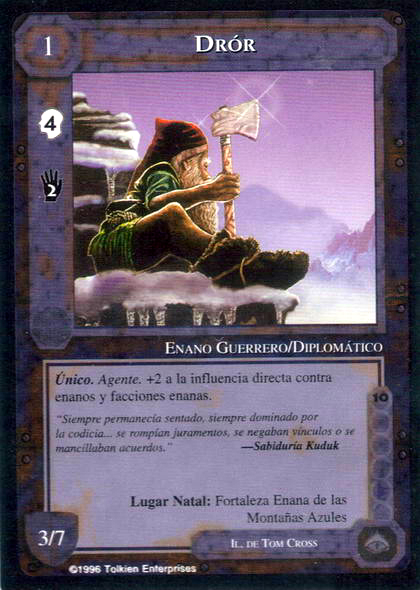 1
DRÓR
4
2
ENANO GUERRERO/DIPLOMÁTICO
Único. Agente. +2 a la influencia directa contra
enanos y facciones enanas.
10
“Siempre permanecía sentado, siempre dominado por
la codicia... se rompían juramentos, se negaban vínculos o se
mancillaban acuerdos.” —Sabiduría Kuduk
Lugar Natal: Fortaleza Enana de las
Montañas Azules
3/7
IL. DE TOM CROSS
©1996 Tolkien Enterprises